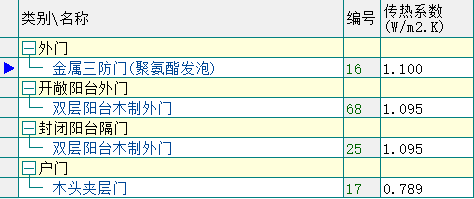 类别\名称 编号 传热系数(W/m2.K)
外门
金属三防门(聚氨酯发泡) 16 1.100
开敞阳台外门
双层阳台木制外门 68 1.095
封闭阳台隔门
双层阳台木制外门 25 1.095
户门
木头夹层门 17 0.789